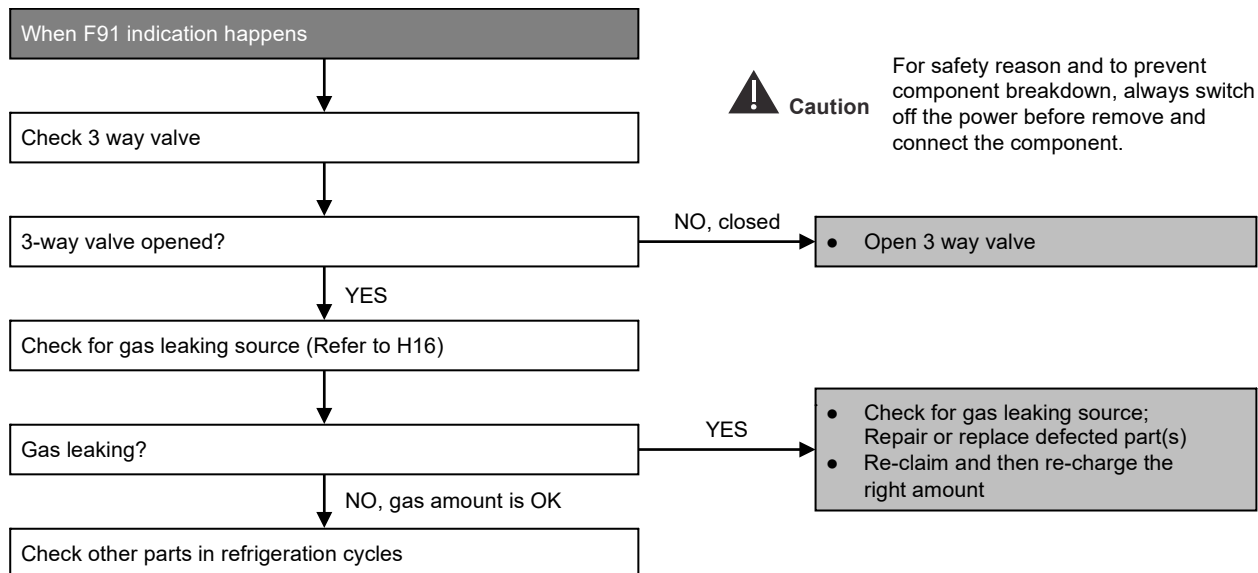 When F91 indication happens
Caution
For safety reason and to prevent
component breakdown, always switch
off the power before remove and
connect the component.
Check 3 way valve
3-way valve opened?
NO, closed
● Open 3 way valve
YES
Check for gas leaking source (Refer to H16)
Gas leaking?
YES
● Check for gas leaking source;
Repair or replace defected part(s)
● Re-claim and then re-charge the
right amount
NO, gas amount is OK
Check other parts in refrigeration cycles